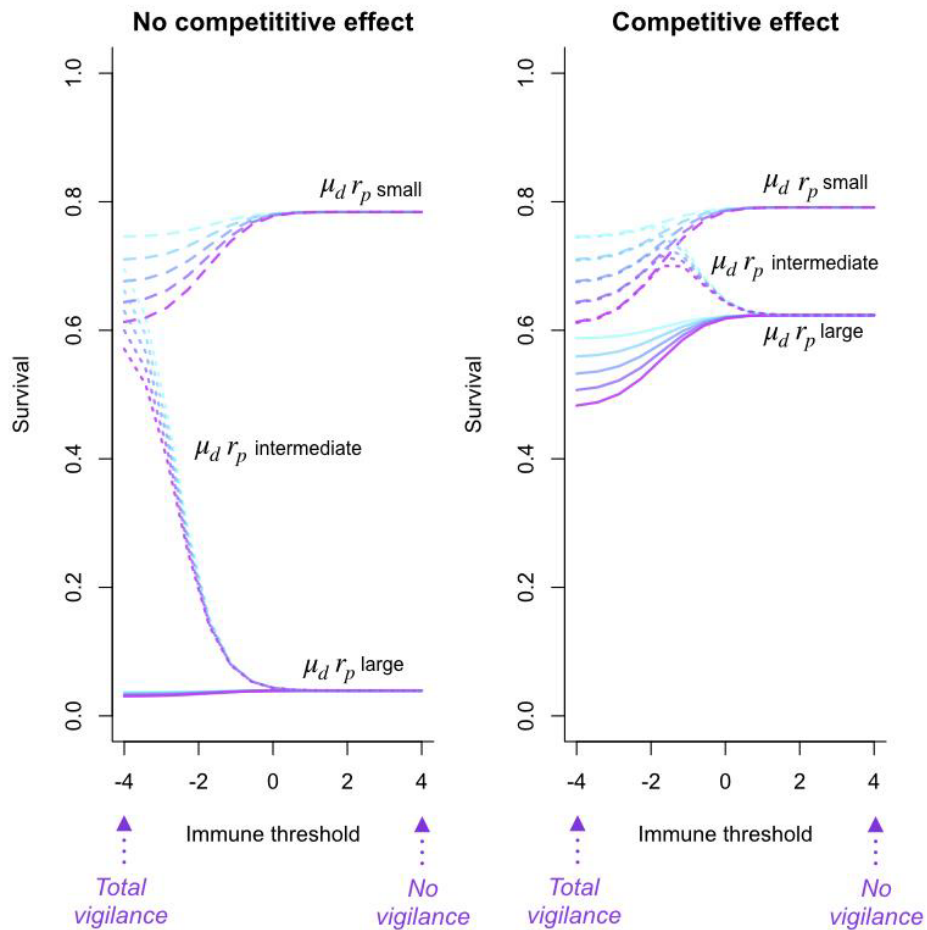 No competititive effect
Competitive effect
1.0
0.8
0.6
0.4
0.2
0.0
Survival
μd rp small
μd rp intermediate
μd rp large
-4
-2
0
2
4
Immune threshold
Total
vigilance
No
vigilance
1.0
0.8
0.6
0.4
0.2
0.0
Survival
μd rp small
μd rp intermediate
μd rp large
-4
-2
0
2
4
Immune threshold
Total
vigilance
No
vigilance